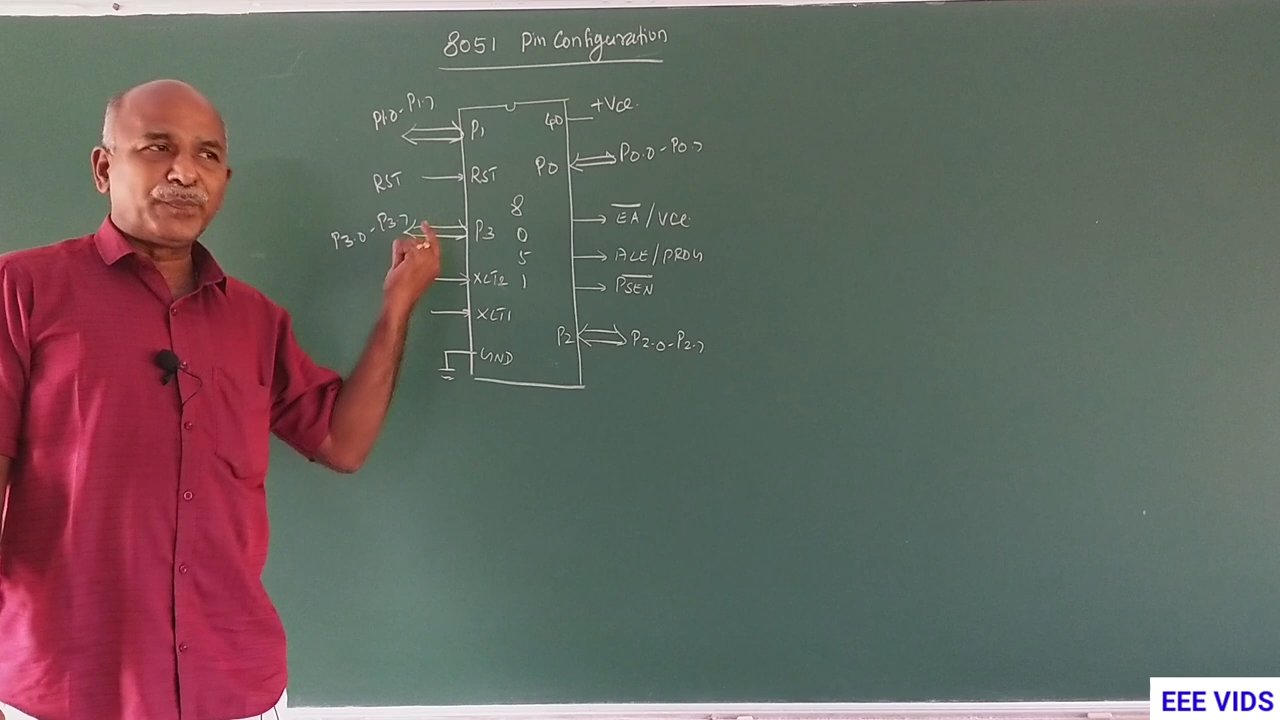 8051 Pin Configuration
P1.0-P1.7
P1
40
+Vcc
RST
RST
P0
P0.0-P0.7
P3.0-P3.7
P3
8
0
5
1
EA/VCC
ALE/PROG
XLT2
PSEN
XLT1
P2
P2.0-P2.7
GND
EEE VIDS